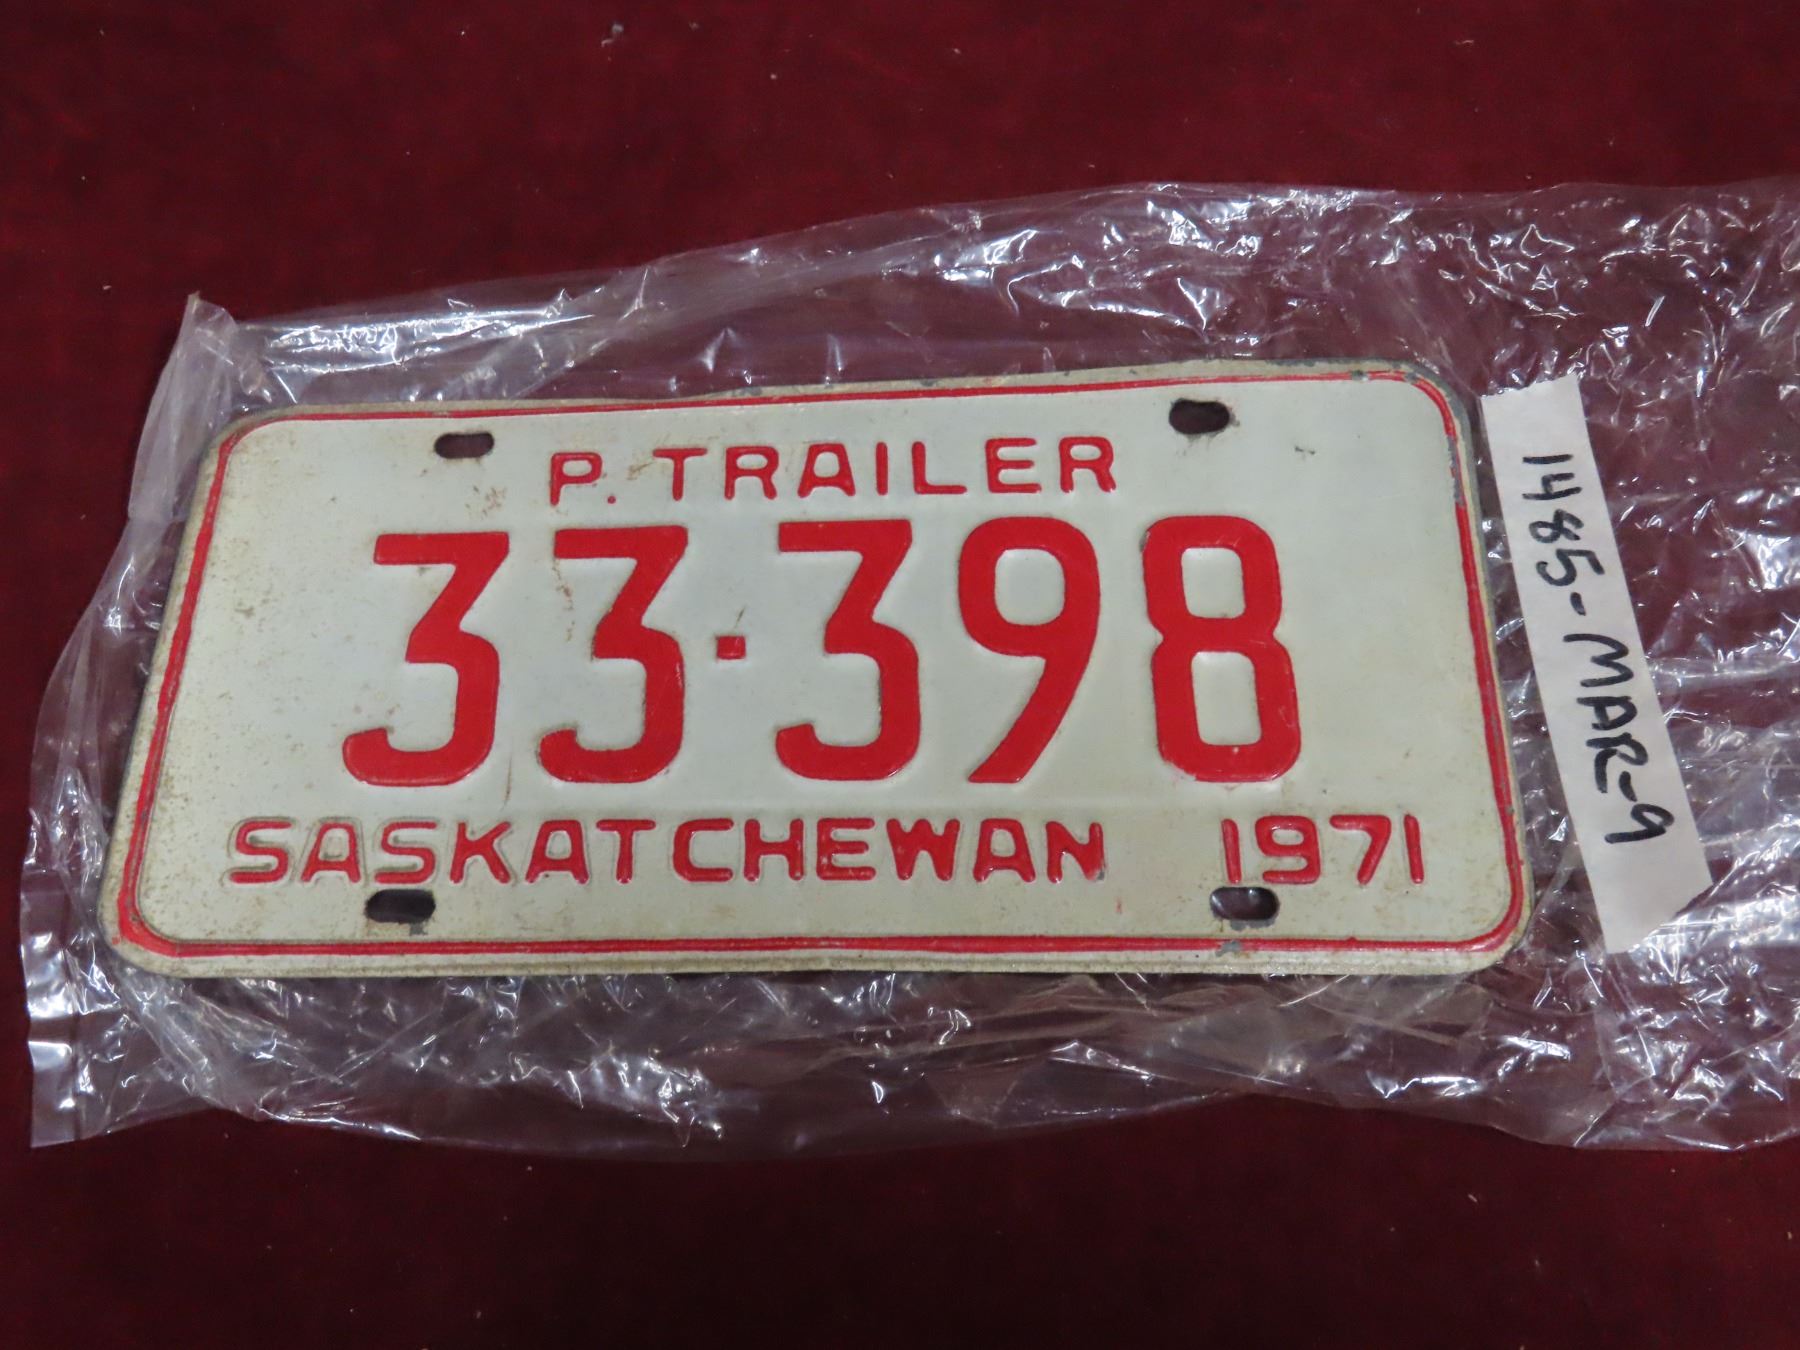 P. TRAILER
33·398
SASKATCHEWAN 1971
1485-MAR-9